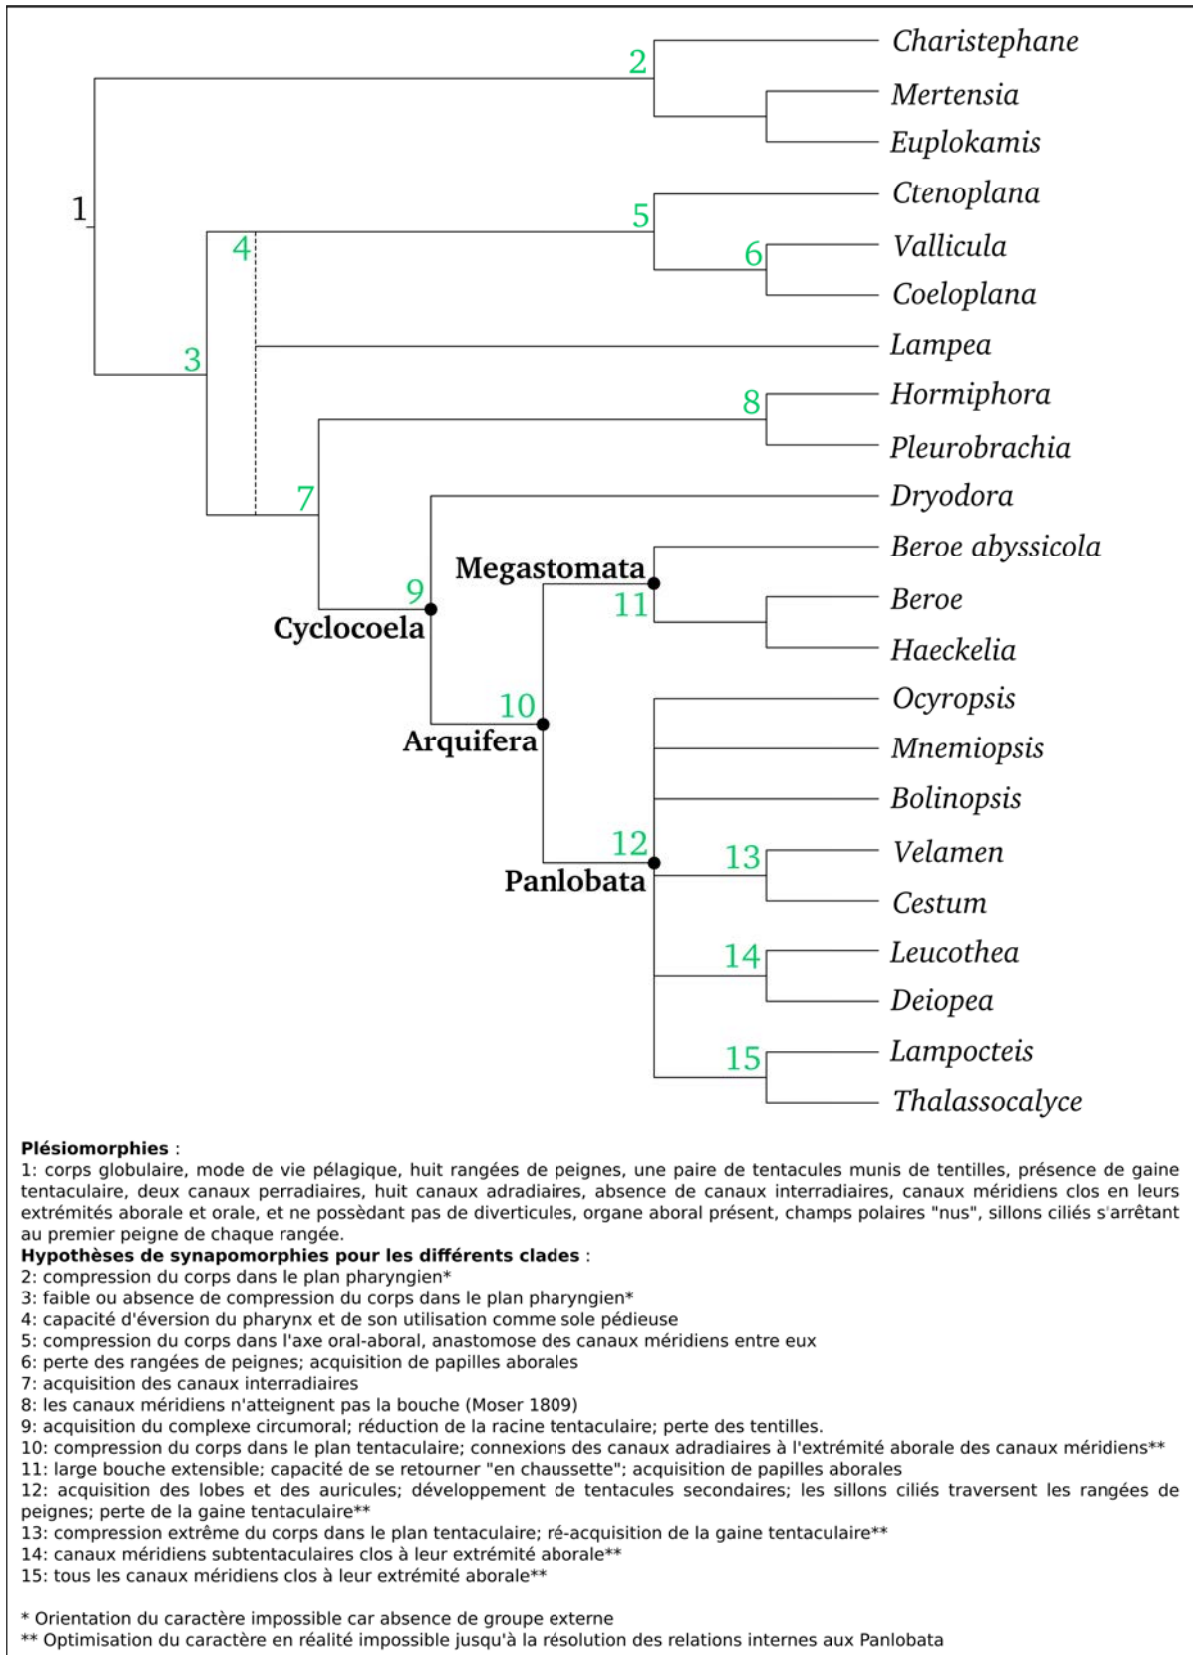 Charistephane
2
Mertensia
Euplokamis
Ctenoplana
1
5
4
Vallicula
6
Coeloplana
Lampea
3
Hormiphora
8
Pleurobrachia
7
Dryodora
Beroe abyssicola
Megastomata
9
11
Beroe
Cyclocoela
Haeckelia
Ocyropsis
10
Arquifera
Mnemiopsis
Bolinopsis
12
13
Velamen
Panlobata
Cestum
14
Leucothea
Deiopea
15
Lampocteis
Thalassocalyce
Plésiomorphies :
1: corps globulaire, mode de vie pélagique, huit rangées de peignes, une paire de tentacules munis de tentilles, présence de gaine
tentaculaire, deux canaux perradiaires, huit canaux adradiaires, absence de canaux interradiaires, canaux méridiens clos en leurs
extrémités aborale et orale, et ne possèdant pas de diverticules, organe aboral présent, champs polaires "nus", sillons ciliés s'arrêtant
au premier peigne de chaque rangée.
Hypothèses de synapomorphies pour les différents clades :
2: compression du corps dans le plan pharyngien*
3: faible ou absence de compression du corps dans le plan pharyngien*
4: capacité d'éversion du pharynx et de son utilisation comme sole pédieuse
5: compression du corps dans l'axe oral-aboral, anastomose des canaux méridiens entre eux
6: perte des rangées de peignes; acquisition de papilles aborales
7: acquisition des canaux interradiaires
8: les canaux méridiens n'atteignent pas la bouche (Moser 1809)
9: acquisition du complexe circumoral; réduction de la racine tentaculaire; perte des tentilles.
10: compression du corps dans le plan tentaculaire; connexions des canaux adradiaires à l'extrémité aborale des canaux méridiens**
11: large bouche extensible; capacité de se retourner "en chaussette"; acquisition de papilles aborales
12: acquisition des lobes et des auricules; développement de tentacules secondaires; les sillons ciliés traversent les rangées de
peignes; perte de la gaine tentaculaire**
13: compression extrême du corps dans le plan tentaculaire; ré-acquisition de la gaine tentaculaire**
14: canaux méridiens subtentaculaires clos à leur extrémité aborale**
15: tous les canaux méridiens clos à leur extrémité aborale**
* Orientation du caractère impossible car absence de groupe externe
** Optimisation du caractère en réalité impossible jusqu'à la résolution des relations internes aux Panlobata